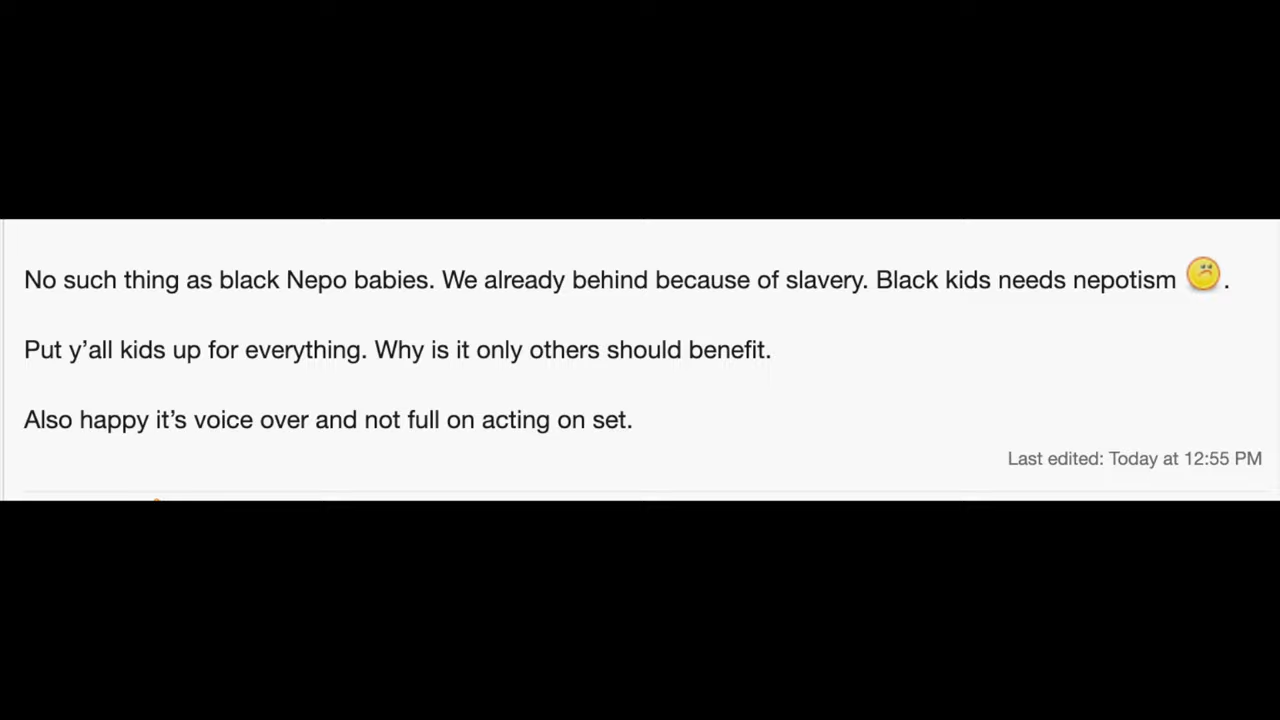 No such thing as black Nepo babies. We already behind because of slavery. Black kids needs nepotism .
Put y’all kids up for everything. Why is it only others should benefit.
Also happy it’s voice over and not full on acting on set.
Last edited: Today at 12:55 PM